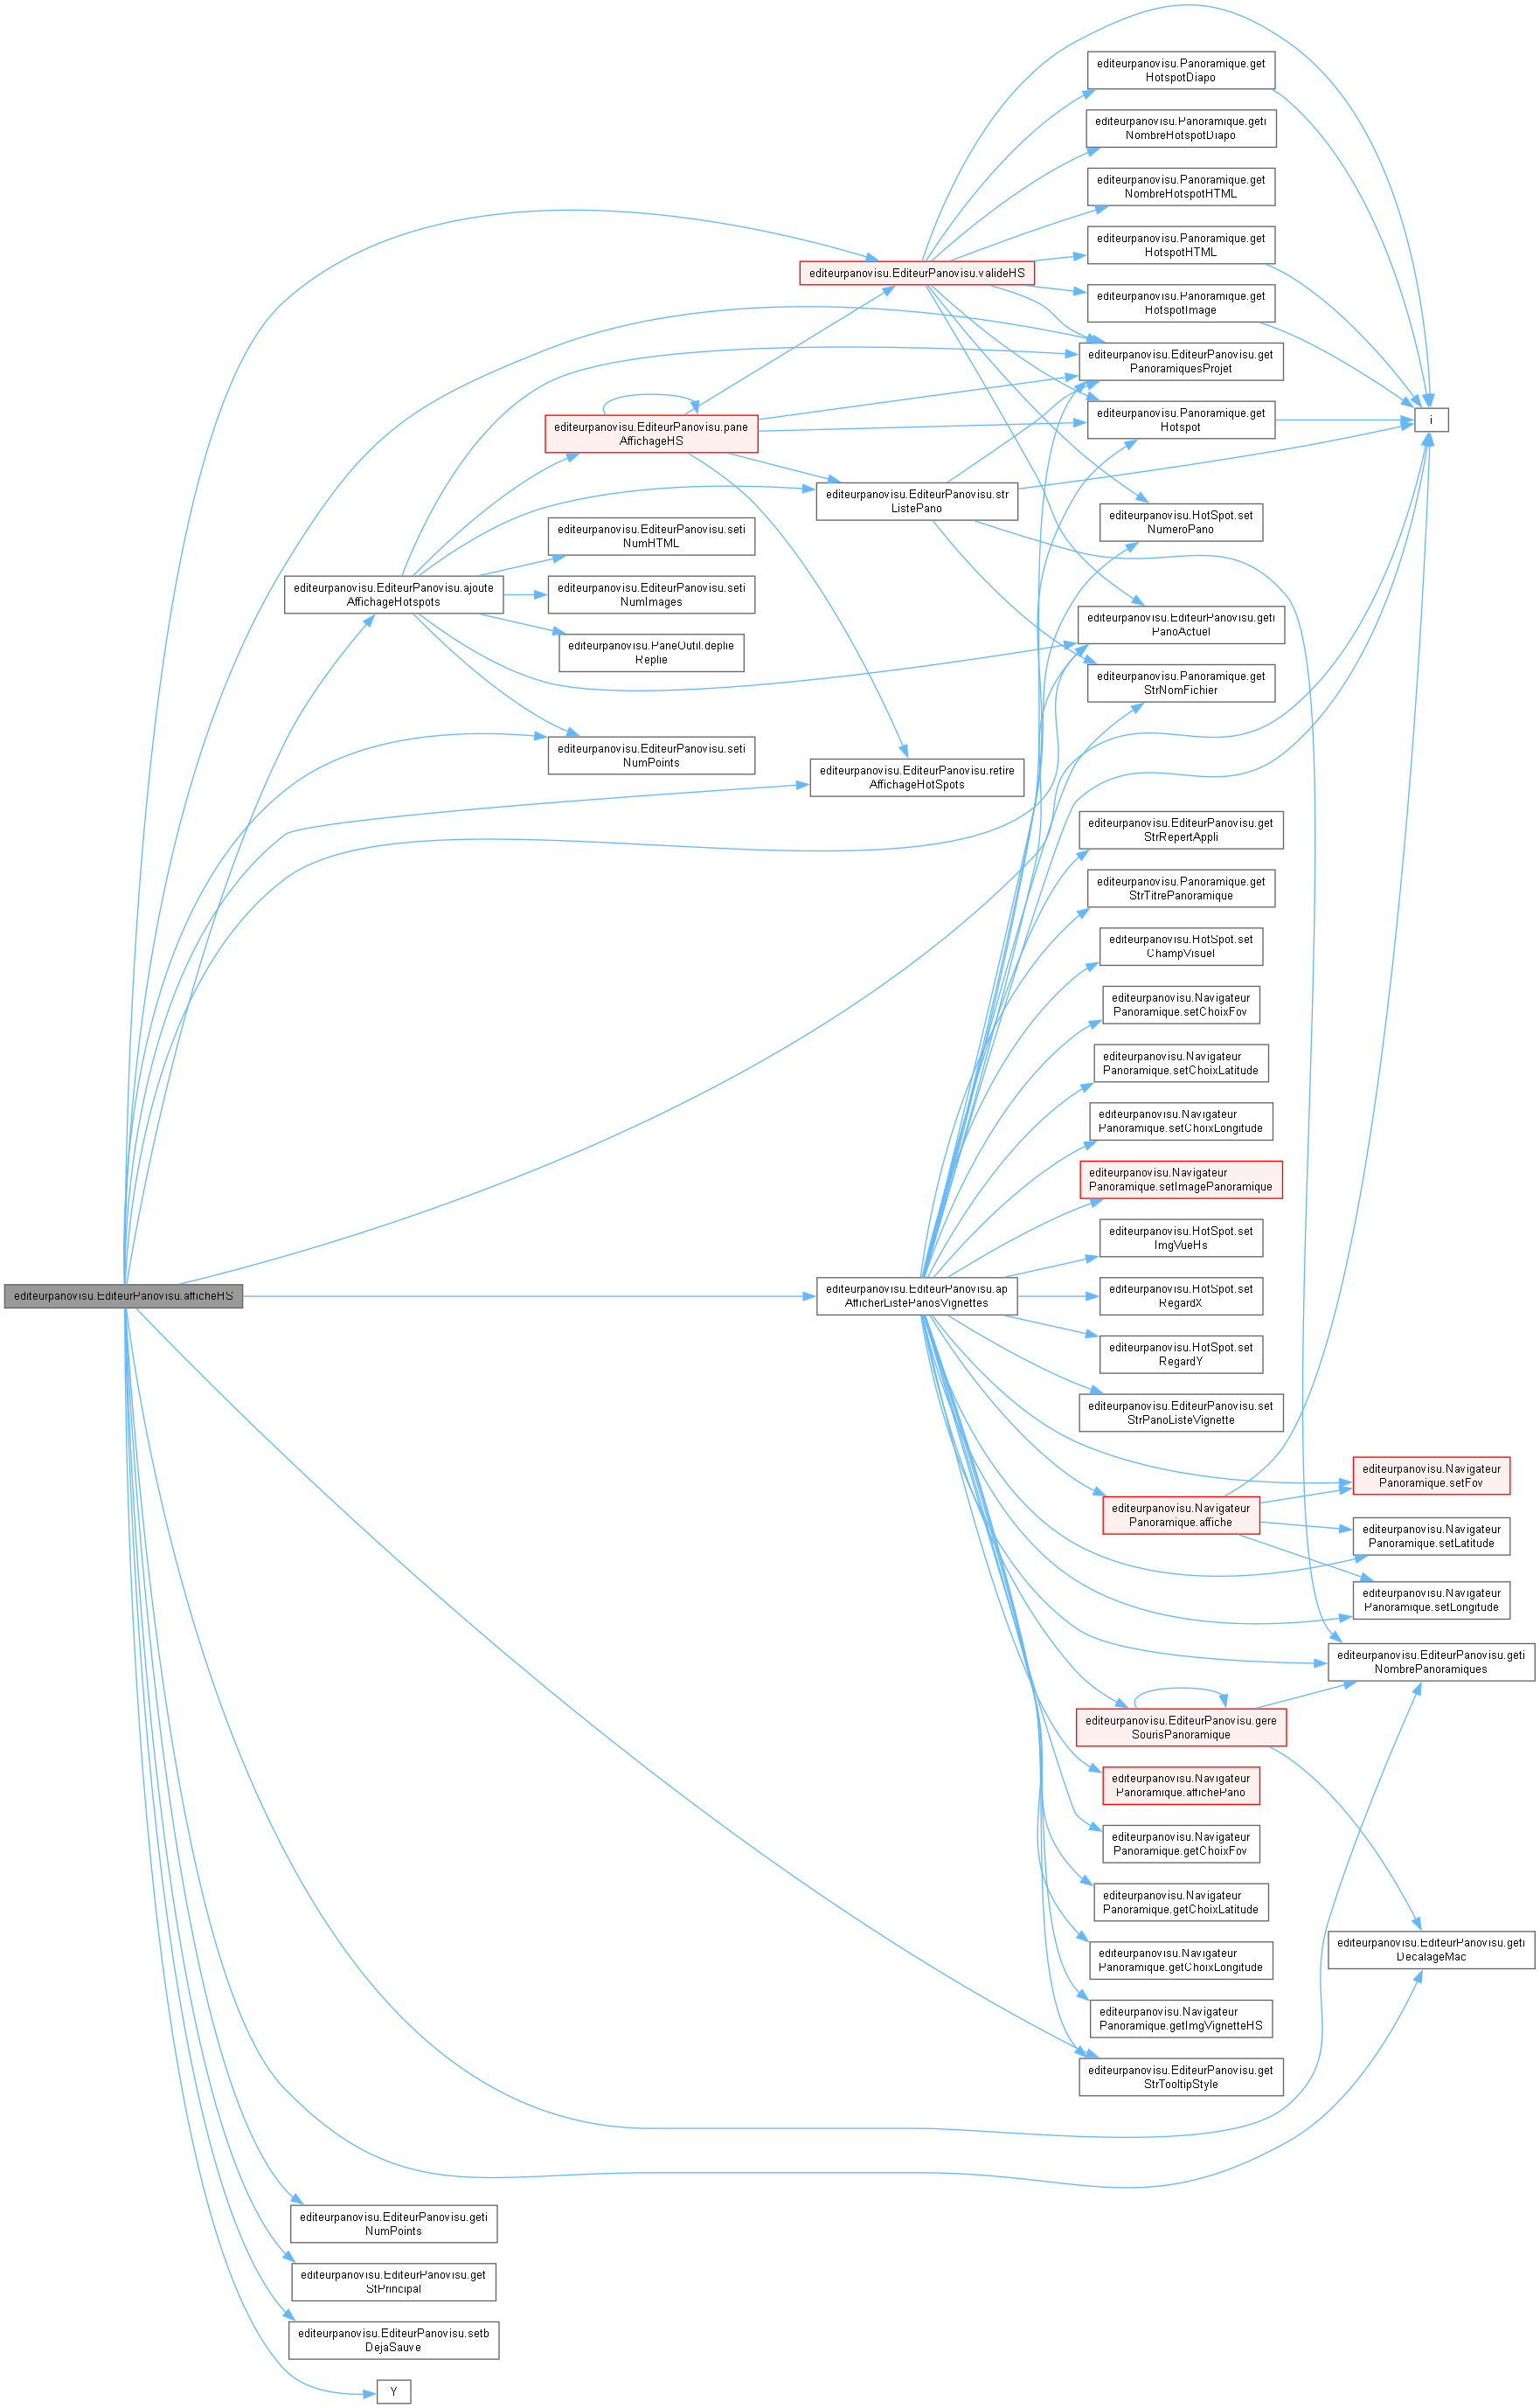 editeurpanovisu.Panoramique.get
HotspotDiapo
editeurpanovisu.Panoramique.geti
NombreHotspotDiapo
editeurpanovisu.Panoramique.get
NombreHotspotHTML
editeurpanovisu.Panoramique.get
HotspotHTML
editeurpanovisu.EditeurPanovisu.valideHS
editeurpanovisu.Panoramique.get
HotspotImage
editeurpanovisu.EditeurPanovisu.get
PanoramiquesProjet
editeurpanovisu.Panoramique.get
Hotspot
i
editeurpanovisu.EditeurPanovisu.pane
AffichageHS
editeurpanovisu.EditeurPanovisu.str
ListePano
editeurpanovisu.HotSpot.set
NumeroPano
editeurpanovisu.EditeurPanovisu.seti
NumHTML
editeurpanovisu.EditeurPanovisu.ajoute
AffichageHotspots
editeurpanovisu.EditeurPanovisu.seti
NumImages
editeurpanovisu.EditeurPanovisu.geti
PanoActuel
editeurpanovisu.PaneOutil.deplie
Replie
editeurpanovisu.Panoramique.get
StrNomFichier
editeurpanovisu.EditeurPanovisu.seti
NumPoints
editeurpanovisu.EditeurPanovisu.retire
AffichageHotSpots
editeurpanovisu.EditeurPanovisu.get
StrRepertAppli
editeurpanovisu.Panoramique.get
StrTitrePanoramique
editeurpanovisu.HotSpot.set
ChampVisuel
editeurpanovisu.Navigateur
Panoramique.setChoixFov
editeurpanovisu.Navigateur
Panoramique.setChoixLatitude
editeurpanovisu.Navigateur
Panoramique.setChoixLongitude
editeurpanovisu.Navigateur
Panoramique.setImagePanoramique
editeurpanovisu.HotSpot.set
ImgVueHs
editeurpanovisu.EditeurPanovisu.afficheHS
editeurpanovisu.EditeurPanovisu.ap
AfficherListePanosVignettes
editeurpanovisu.HotSpot.set
RegardX
editeurpanovisu.HotSpot.set
RegardY
editeurpanovisu.EditeurPanovisu.set
StrPanoListeVignette
editeurpanovisu.Navigateur
Panoramique.setFov
editeurpanovisu.Navigateur
Panoramique.affiche
editeurpanovisu.Navigateur
Panoramique.setLatitude
editeurpanovisu.Navigateur
Panoramique.setLongitude
editeurpanovisu.EditeurPanovisu.geti
NombrePanoramiques
editeurpanovisu.EditeurPanovisu.gere
SourisPanoramique
editeurpanovisu.Navigateur
Panoramique.affichePano
editeurpanovisu.Navigateur
Panoramique.getChoixFov
editeurpanovisu.Navigateur
Panoramique.getChoixLatitude
editeurpanovisu.EditeurPanovisu.geti
DecalageMac
editeurpanovisu.Navigateur
Panoramique.getChoixLongitude
editeurpanovisu.Navigateur
Panoramique.getImgVignetteHS
editeurpanovisu.EditeurPanovisu.get
StrTooltipStyle
editeurpanovisu.EditeurPanovisu.geti
NumPoints
editeurpanovisu.EditeurPanovisu.get
StPrincipal
editeurpanovisu.EditeurPanovisu.setb
DejaSauve
Y